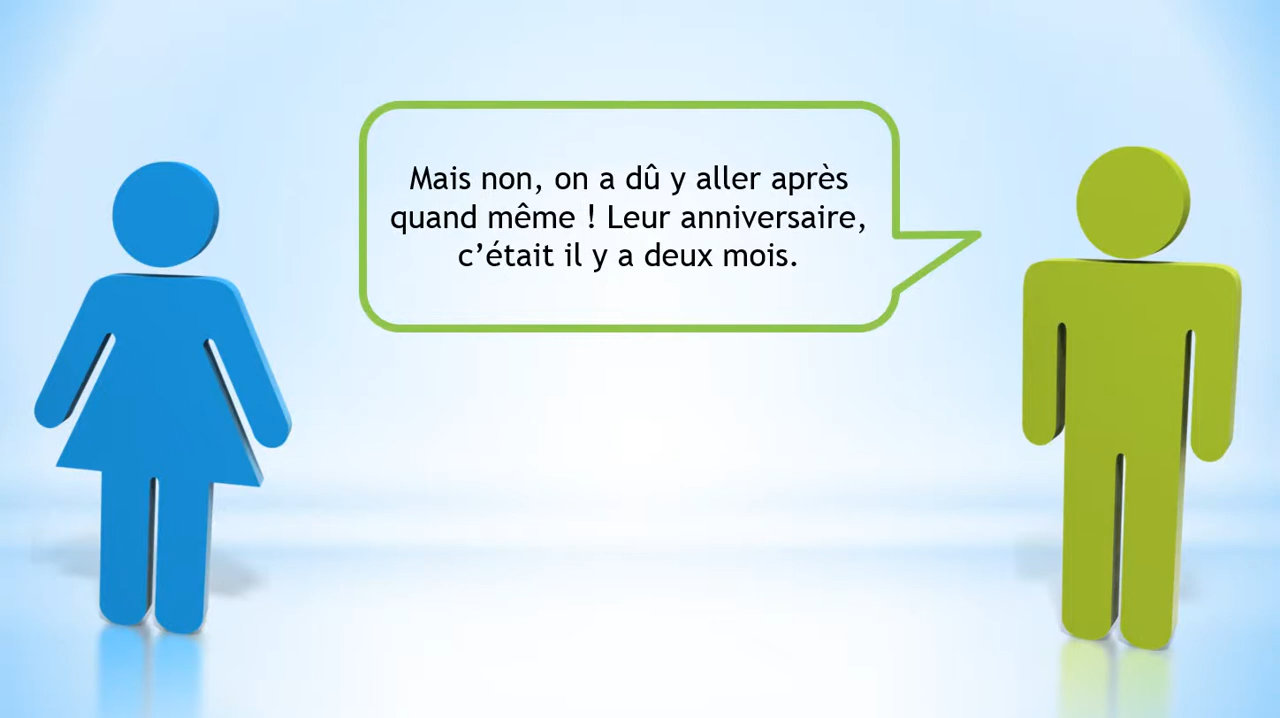 Mais non, on a dû y aller après
quand même ! Leur anniversaire,
c’était il y a deux mois.